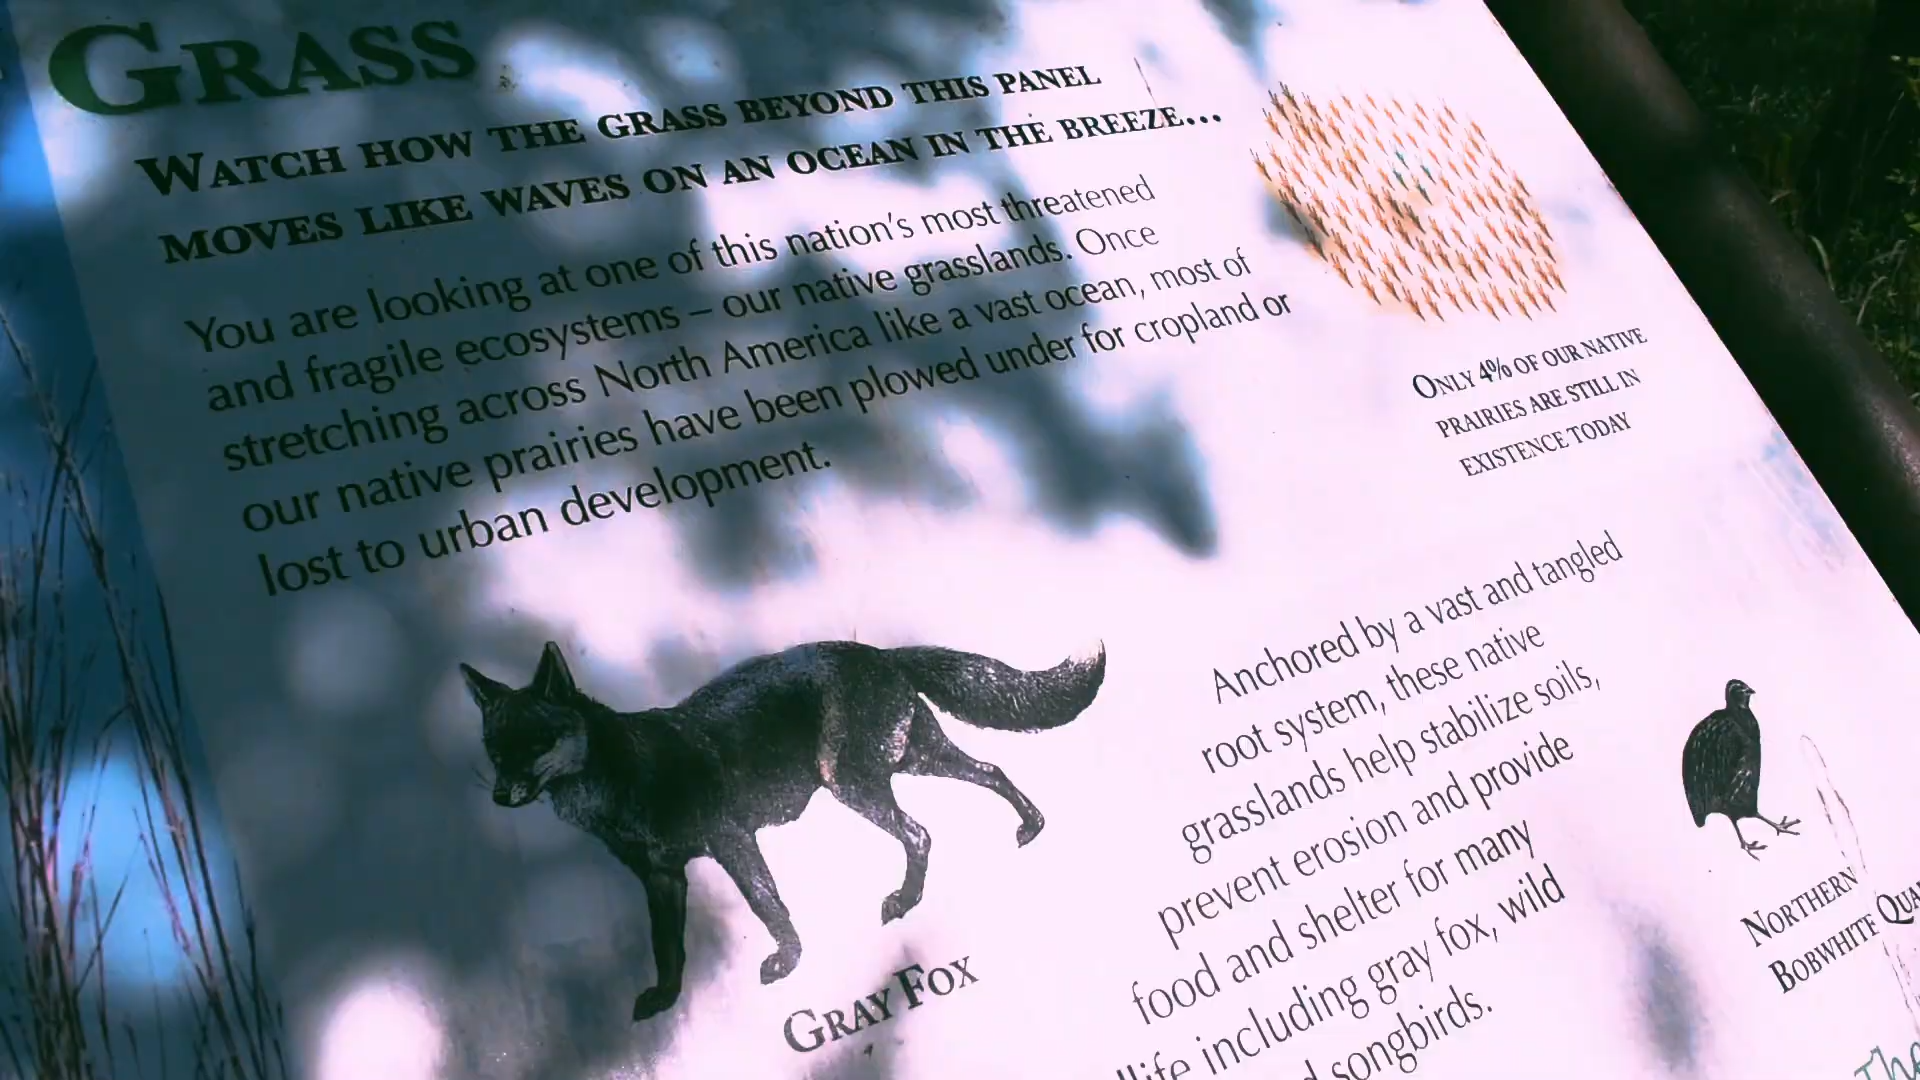 GRASS
WATCH HOW THE GRASS BEYOND THIS PANEL
MOVES LIKE WAVES ON AN OCEAN IN THE BREEZE...
You are looking at one of this nation's most threatened
and fragile ecosystems – our native grasslands. Once
stretching across North America like a vast ocean, most of
our native prairies have been plowed under for cropland or
lost to urban development.
ONLY 4% OF OUR NATIVE
PRAIRIES ARE STILL IN
EXISTENCE TODAY
Anchored by a vast and tangled
root system, these native
grasslands help stabilize soils,
prevent erosion and provide
food and shelter for many
including gray fox, wild
songbirds.
GRAY FOX
NORTHERN
BOBWHITE